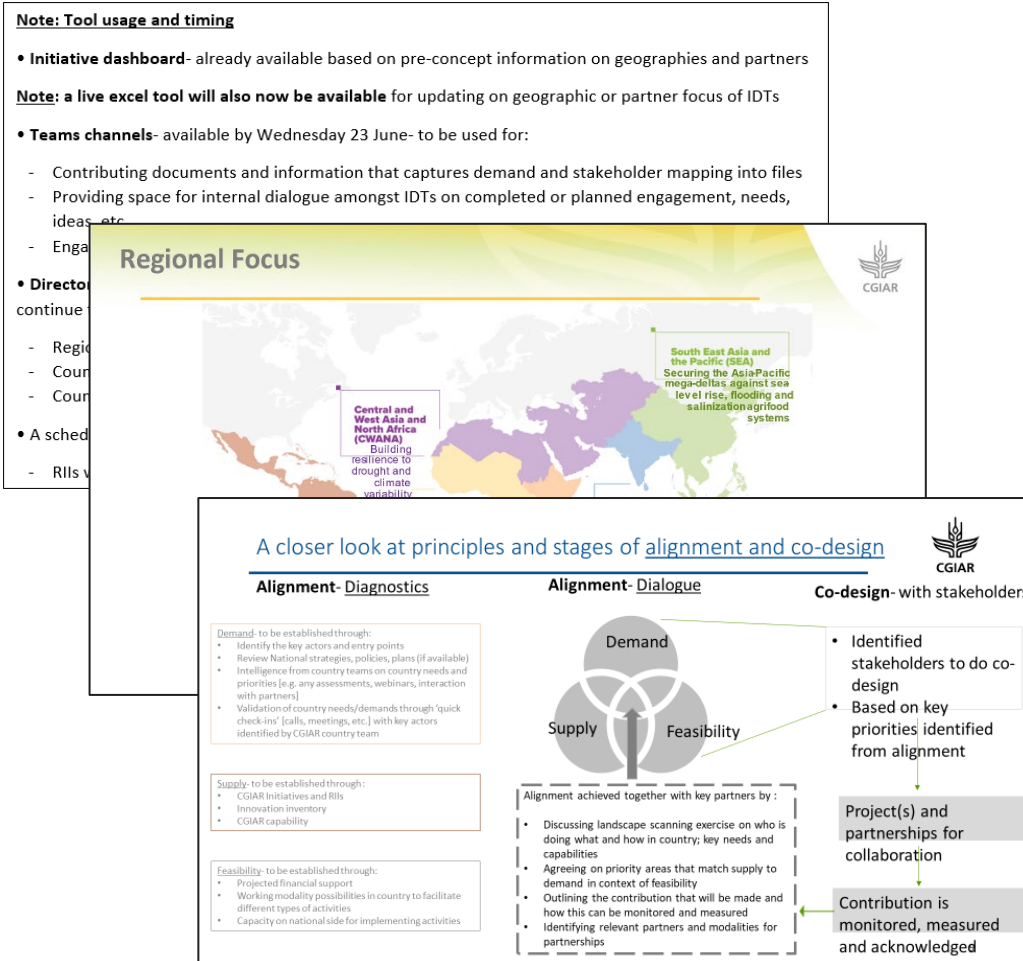 Note: Tool usage and timing
• Initiative dashboard- already available based on pre-concept information on geographies and partners
Note: a live excel tool will also now be available for updating on geographic or partner focus of IDTs
• Teams channels- available by Wednesday 23 June- to be used for:
- Contributing documents and information that captures demand and stakeholder mapping into files
- Providing space for internal dialogue amongst IDTs on completed or planned engagement, needs,
ideas, etc
- Enga
• Director
continue
- Regio
- Coun
- Coun
• A sched
- RIIs
Regional Focus
CGIAR
South East Asia and
the Pacific (SEA)
Securing the Asia-Pacific
mega-deltas against sea
level rise, flooding and
salinizationagrifood
systems
Central and
West Asia and
North Africa
(CWANA)
Building
resilience to
drought and
climate
variability
A closer look at principles and stages of alignment and co-design
CGIAR
Alignment- Diagnostics
Demand- to be established through:
• Identify the key actors and entry points
• Review National strategies, policies, plans (if available)
• Intelligence from country teams on country needs and
priorities [e.g. any assessments, webinars, interaction
with partners]
• Validation of country needs/demands through 'quick
check-ins' [calls, meetings, etc.] with key actors
identified by CGIAR country team
Supply- to be established through:
• CGIAR Initiatives and RIIs
• Innovation inventory
• CGIAR capability
Feasibility- to be established through:
• Projected financial support
• Working modality possibilities in country to facilitate
different types of activities
• Capacity on national side for implementing activities
Alignment- Dialogue
Demand
Supply
Feasibility
Alignment achieved together with key partners by :
• Discussing landscape scanning exercise on who is
doing what and how in country; key needs and
capabilities
• Agreeing on priority areas that match supply to
demand in context of feasibility
• Outlining the contribution that will be made and
how this can be monitored and measured
• Identifying relevant partners and modalities for
partnerships
Co-design- with stakeholders
• Identified
stakeholders to do co-
design
• Based on key
priorities identified
from alignment
Project(s) and
partnerships for
collaboration
Contribution is
monitored, measured
and acknowledged